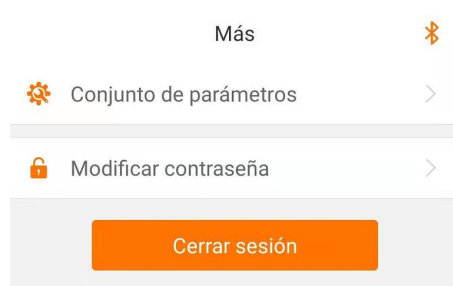 Más
Conjunto de parámetros
Modificar contraseña
Cerrar sesión